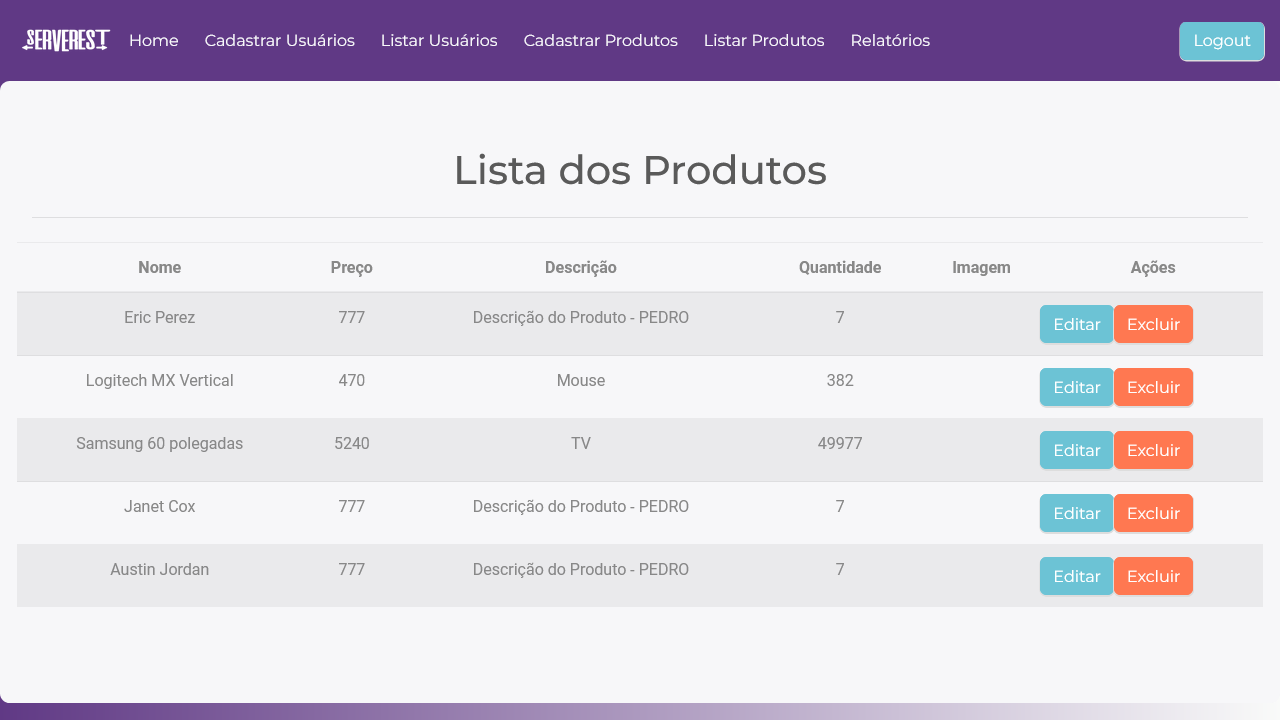 SERVEREST Home Cadastrar Usuários Listar Usuários Cadastrar Produtos Listar Produtos Relatórios Logout
Lista dos Produtos
Nome Preço Descrição Quantidade Imagem Ações
Eric Perez 777 Descrição do Produto - PEDRO 7 Editar Excluir
Logitech MX Vertical 470 Mouse 382 Editar Excluir
Samsung 60 polegadas 5240 TV 49977 Editar Excluir
Janet Cox 777 Descrição do Produto - PEDRO 7 Editar Excluir
Austin Jordan 777 Descrição do Produto - PEDRO 7 Editar Excluir